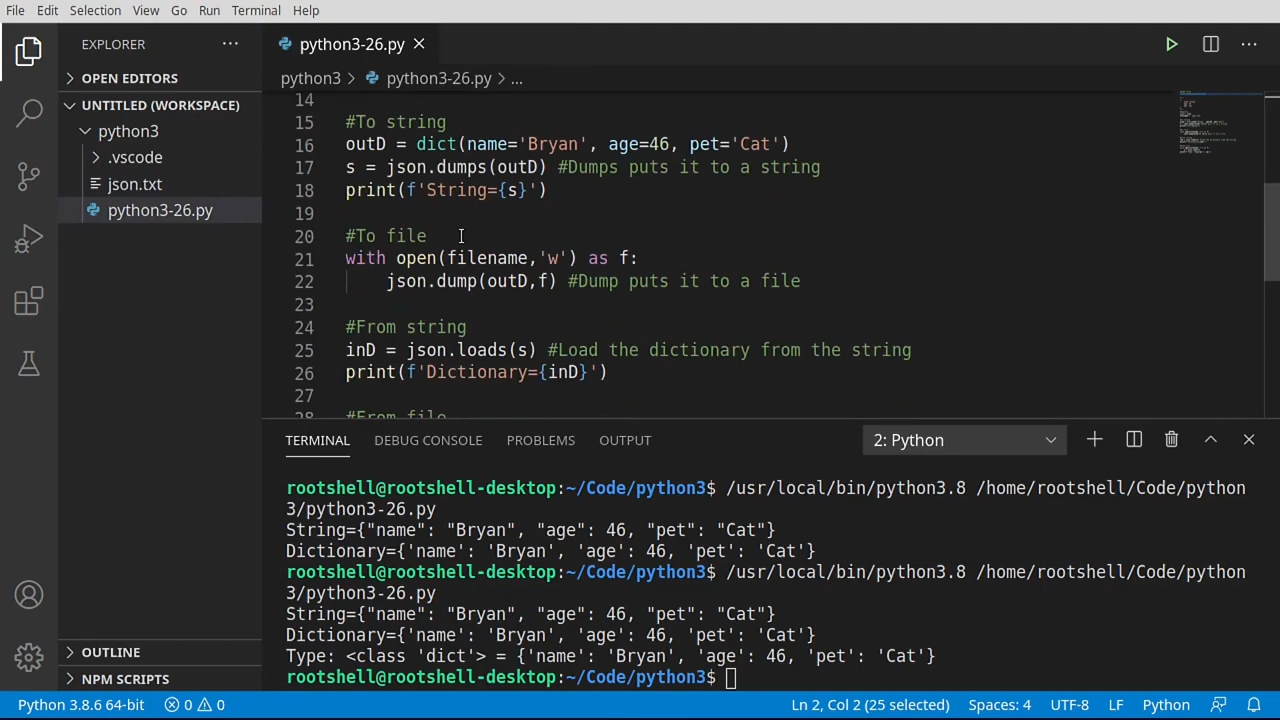 File Edit Selection View Go Run Terminal Help
EXPLORER
python3-26.py
OPEN EDITORS
python3 > python3-26.py > ...
UNTITLED (WORKSPACE)
python3
.vscode
json.txt
python3-26.py
14
15 #To string
16 outD = dict(name='Bryan', age=46, pet='Cat')
17 s = json.dumps(outD) #Dumps puts it to a string
18 print(f'String={s}')
19
20 #To file
21 with open(filename,'w') as f:
22 json.dump(outD,f) #Dump puts it to a file
23
24 #From string
25 inD = json.loads(s) #Load the dictionary from the string
26 print(f'Dictionary={inD}')
27
28 #From file
TERMINAL DEBUG CONSOLE PROBLEMS OUTPUT 2: Python
rootshell@rootshell-desktop:~/Code/python3$ /usr/local/bin/python3.8 /home/rootshell/Code/python
3/python3-26.py
String={"name": "Bryan", "age": 46, "pet": "Cat"}
Dictionary={'name': 'Bryan', 'age': 46, 'pet': 'Cat'}
rootshell@rootshell-desktop:~/Code/python3$ /usr/local/bin/python3.8 /home/rootshell/Code/python
3/python3-26.py
String={"name": "Bryan", "age": 46, "pet": "Cat"}
Dictionary={'name': 'Bryan', 'age': 46, 'pet': 'Cat'}
Type: <class 'dict'> = {'name': 'Bryan', 'age': 46, 'pet': 'Cat'}
rootshell@rootshell-desktop:~/Code/python3$
OUTLINE
NPM SCRIPTS
Python 3.8.6 64-bit 0 0 Ln 2, Col 2 (25 selected) Spaces: 4 UTF-8 LF Python